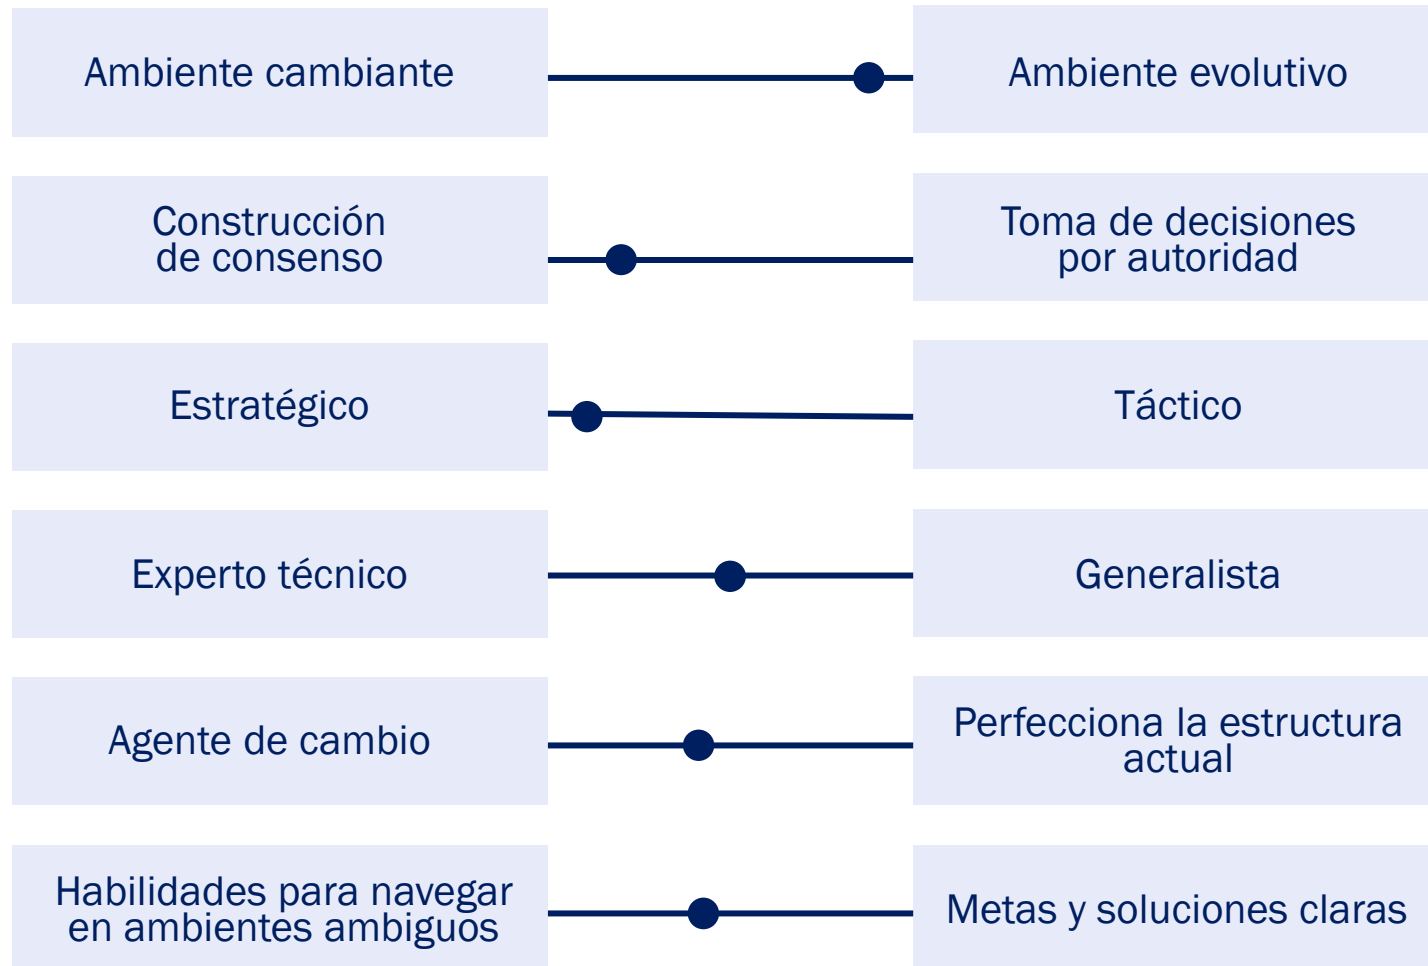 Ambiente cambiante
Ambiente evolutivo
Construcción
de consenso
Toma de decisiones
por autoridad
Estratégico
Táctico
Experto técnico
Generalista
Agente de cambio
Perfecciona la estructura
actual
Habilidades para navegar
en ambientes ambiguos
Metas y soluciones claras